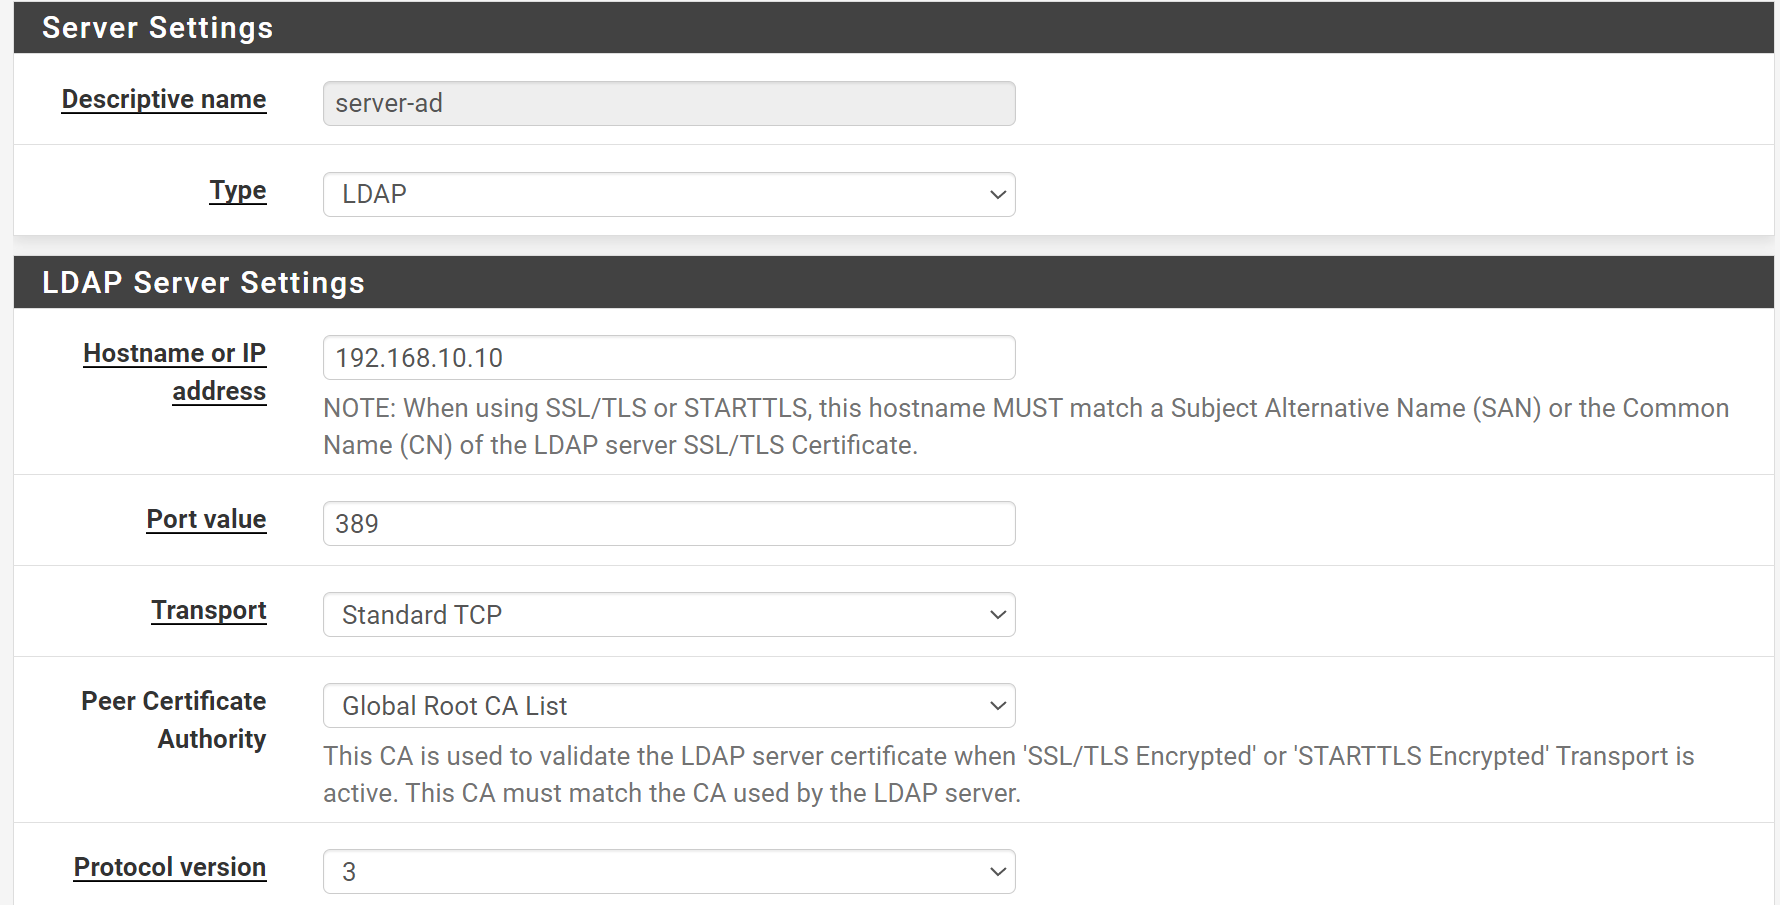 Server Settings
Descriptive name
server-ad
Type
LDAP
LDAP Server Settings
Hostname or IP
address
192.168.10.10
NOTE: When using SSL/TLS or STARTTLS, this hostname MUST match a Subject Alternative Name (SAN) or the Common
Name (CN) of the LDAP server SSL/TLS Certificate.
Port value
389
Transport
Standard TCP
Peer Certificate
Authority
Global Root CA List
This CA is used to validate the LDAP server certificate when 'SSL/TLS Encrypted' or 'STARTTLS Encrypted' Transport is
active. This CA must match the CA used by the LDAP server.
Protocol version
3